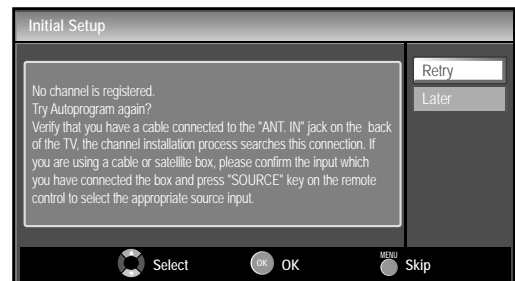 Initial Setup
No channel is registered.
Try Autoprogram again?
Verify that you have a cable connected to the "ANT. IN" jack on the back
of the TV, the channel installation process searches this connection. If
you are using a cable or satellite box, please confirm the input which
you have connected the box and press "SOURCE" key on the remote
control to select the appropriate source input.
Retry
Later
Select
OK OK
MENU Skip